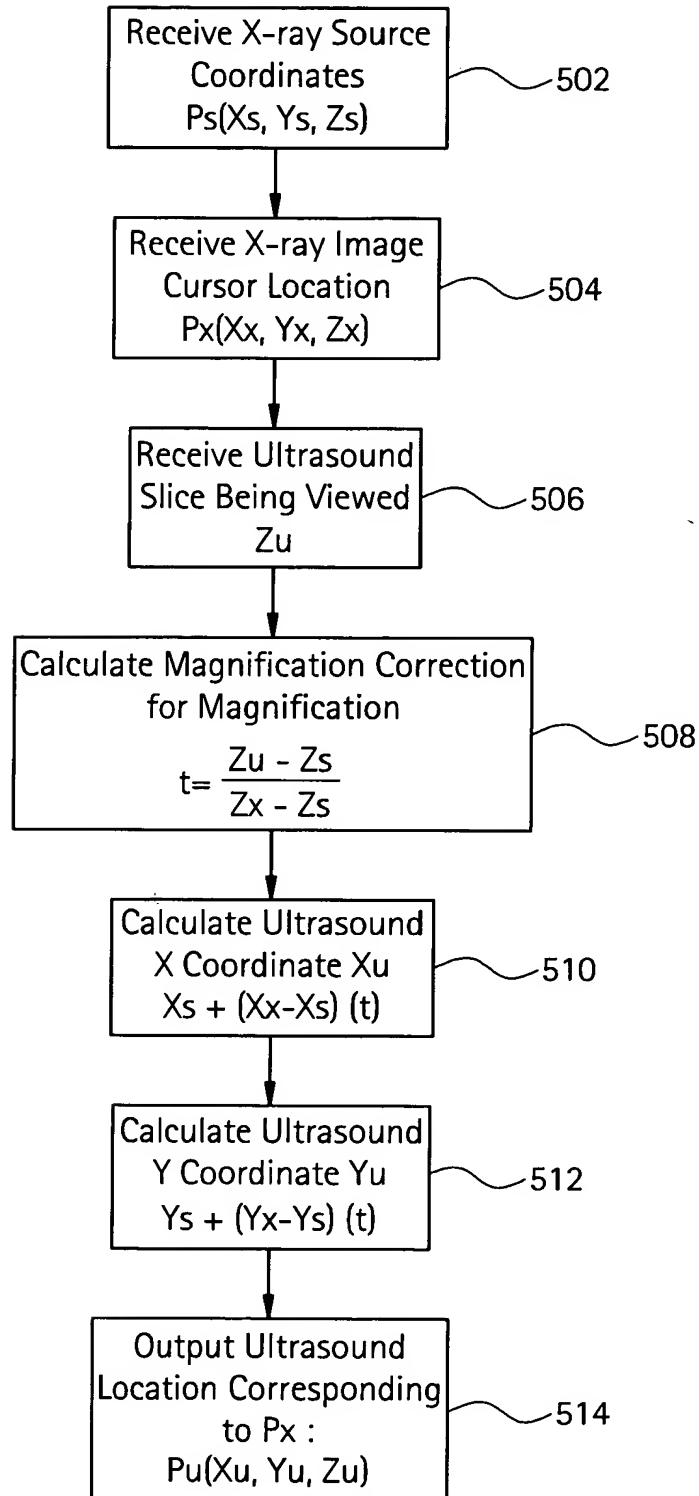 Receive X-ray Source
Coordinates
Ps(Xs, Ys, Zs)
502
Receive X-ray Image
Cursor Location
Px(Xx, Yx, Zx)
504
Receive Ultrasound
Slice Being Viewed
Zu
506
Calculate Magnification Correction
for Magnification
t= Zu - Zs
Zx - Zs
508
Calculate Ultrasound
X Coordinate Xu
Xs + (Xx-Xs) (t)
510
Calculate Ultrasound
Y Coordinate Yu
Ys + (Yx-Ys) (t)
512
Output Ultrasound
Location Corresponding
to Px :
Pu(Xu, Yu, Zu)
514